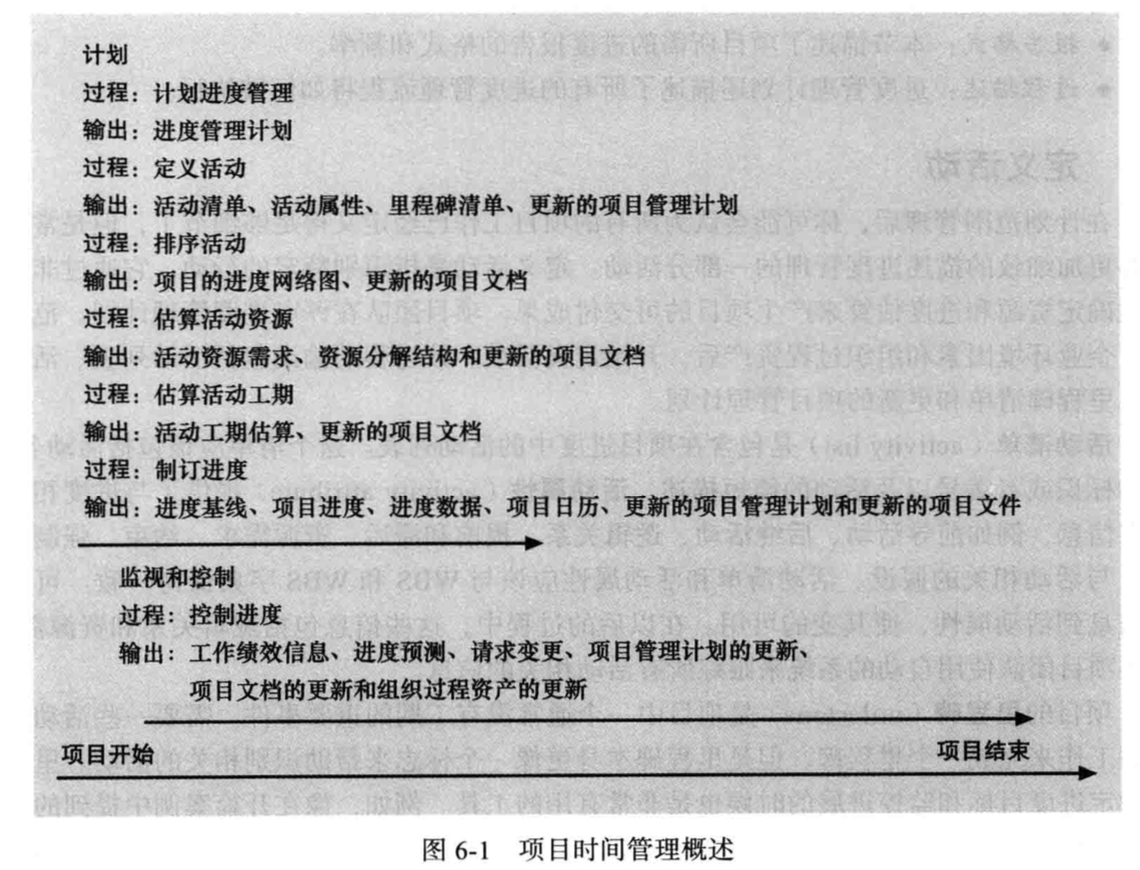 计划
过程：计划进度管理
输出：进度管理计划
过程：定义活动
输出：活动清单、活动属性、里程碑清单、更新的项目管理计划
过程：排序活动
输出：项目的进度网络图、更新的项目文档
过程：估算活动资源
输出：活动资源需求、资源分解结构和更新的项目文档
过程：估算活动工期
输出：活动工期估算、更新的项目文档
过程：制订进度
输出：进度基线、项目进度、进度数据、项目日历、更新的项目管理计划和更新的项目文件
监视和控制
过程：控制进度
输出：工作绩效信息、进度预测、请求变更、项目管理计划的更新、
项目文档的更新和组织过程资产的更新
项目开始 项目结束
图 6-1 项目时间管理概述